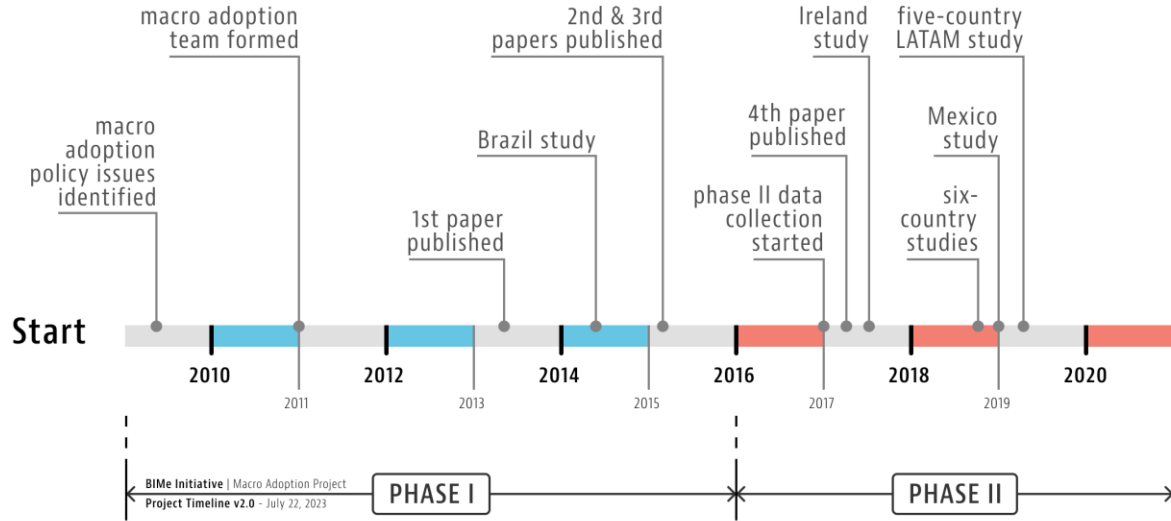 macro adoption
team formed
2nd & 3rd
papers published
Ireland
study
five-country
LATAM study
macro
adoption
policy issues
identified
Brazil study
4th paper
published
Mexico
study
1st paper
published
phase II data
collection
started
six-
country
studies
Start
2010
2012
2014
2016
2018
2020
2011
2013
2015
2017
2019
BIMe Initiative | Macro Adoption Project
Project Timeline v2.0 - July 22, 2023
PHASE I
PHASE II